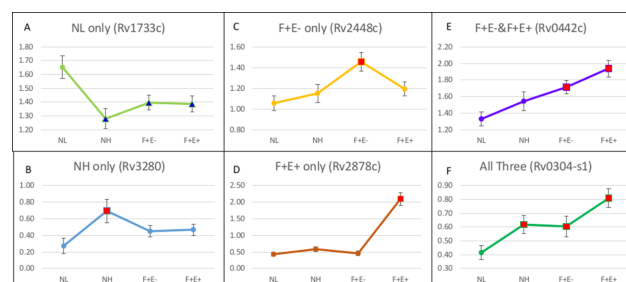 A
NL only (Rv1733c)
1.80
1.70
1.60
1.50
1.40
1.30
1.20
NL
NH
F+E-
F+E+
C
F+E- only (Rv2448c)
1.60
1.40
1.20
1.00
0.80
NL
NH
F+E-
F+E+
E
F+E-&F+E+ (Rv0442c)
2.20
2.00
1.80
1.60
1.40
1.20
NL
NH
F+E-
F+E+
B
NH only (Rv3280)
1.00
0.80
0.60
0.40
0.20
0.00
NL
NH
F+E-
F+E+
D
F+E+ only (Rv2878c)
2.50
2.00
1.50
1.00
0.50
0.00
NL
NH
F+E-
F+E+
F
All Three (Rv0304-s1)
0.90
0.80
0.70
0.60
0.50
0.40
0.30
NL
NH
F+E-
F+E+